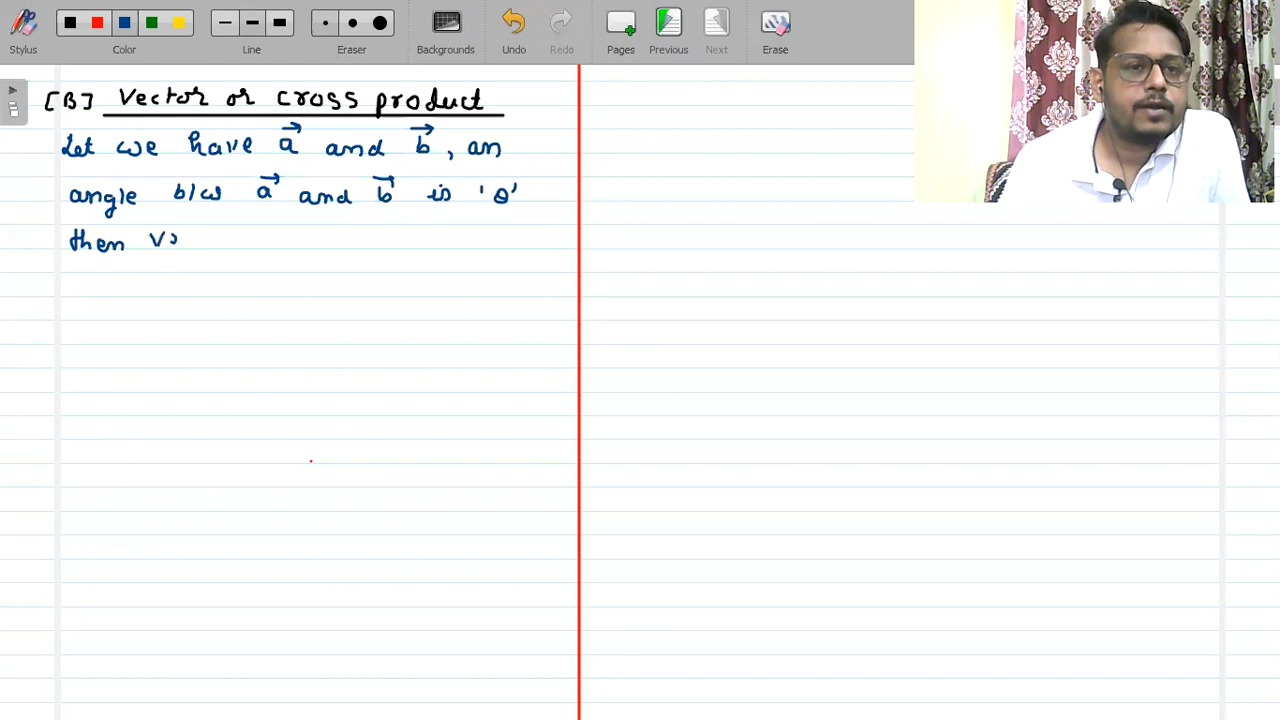 Stylus
Color
Line
Eraser
Backgrounds
Undo
Redo
Pages
Previous
Next
Erase
[B] Vector or cross product
Let we have a⃗ and b⃗, an
angle b/w a⃗ and b⃗ is 'θ'
then